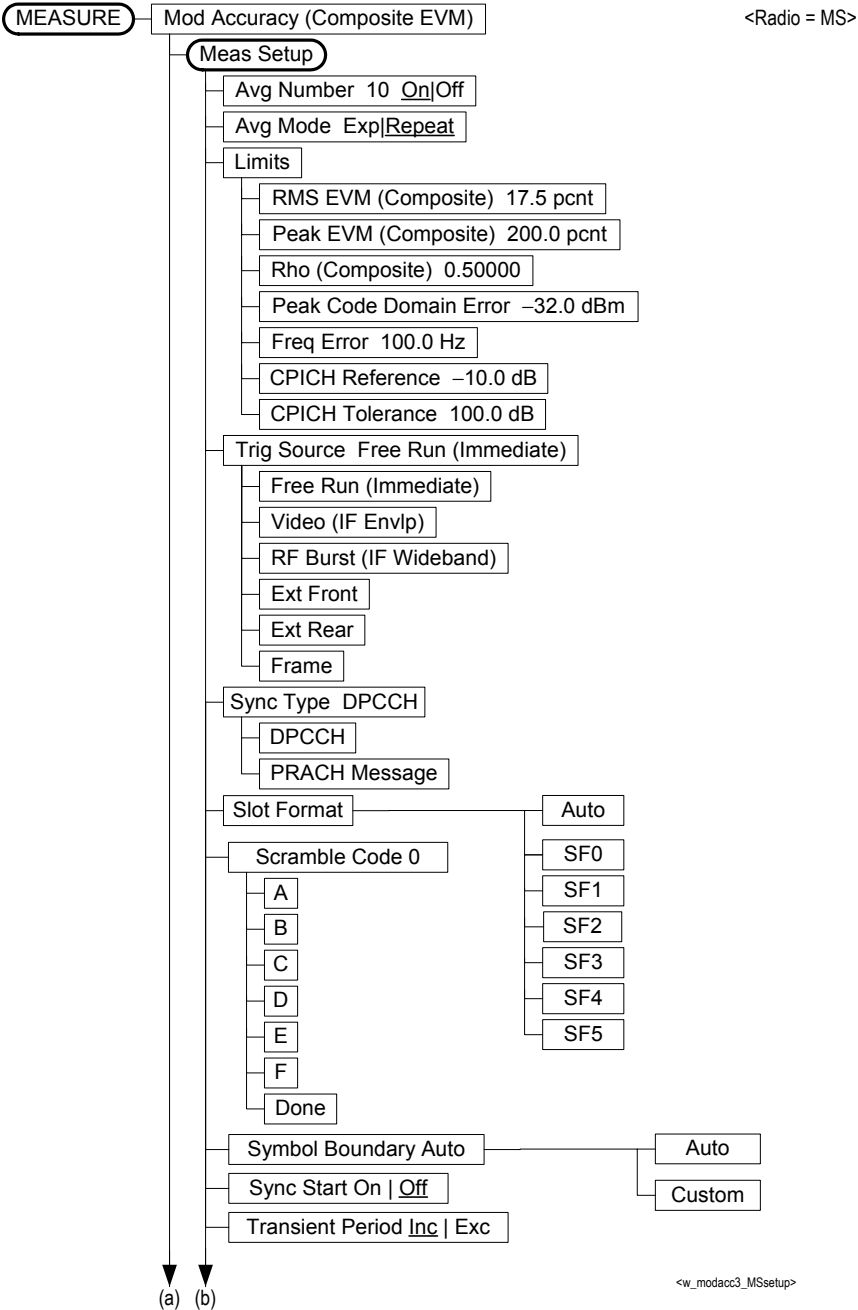 MEASURE Mod Accuracy (Composite EVM) <Radio = MS>
Meas Setup
Avg Number 10 On|Off
Avg Mode Exp|Repeat
Limits
RMS EVM (Composite) 17.5 pcnt
Peak EVM (Composite) 200.0 pcnt
Rho (Composite) 0.50000
Peak Code Domain Error –32.0 dBm
Freq Error 100.0 Hz
CPICH Reference –10.0 dB
CPICH Tolerance 100.0 dB
Trig Source Free Run (Immediate)
Free Run (Immediate)
Video (IF Envlp)
RF Burst (IF Wideband)
Ext Front
Ext Rear
Frame
Sync Type DPCCH
DPCCH
PRACH Message
Slot Format Auto
SF0
SF1
SF2
SF3
SF4
SF5
Scramble Code 0
A
B
C
D
E
F
Done
Symbol Boundary Auto Auto
Custom
Sync Start On | Off
Transient Period Inc | Exc
(a) (b)
<w_modacc3_MSsetup>